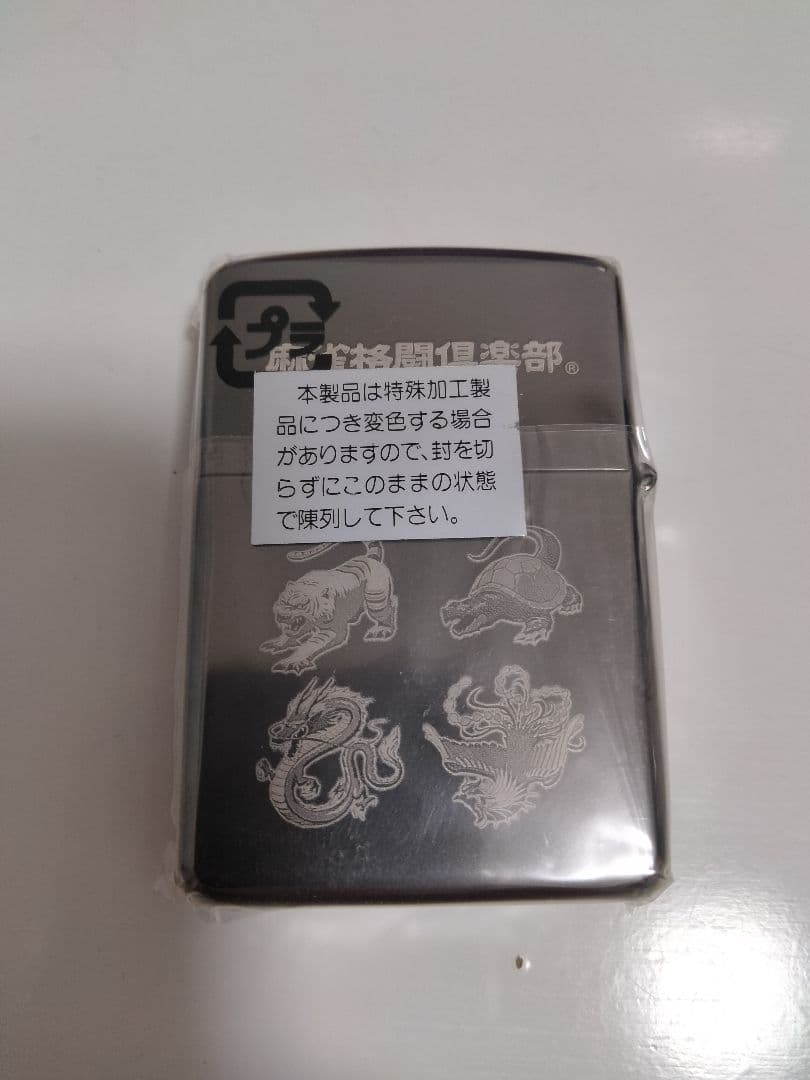 プラ
麻雀格闘倶楽部®
本製品は特殊加工製
品につき変色する場合
がありますので、封を切
らずにこのままの状態
で陳列して下さい。